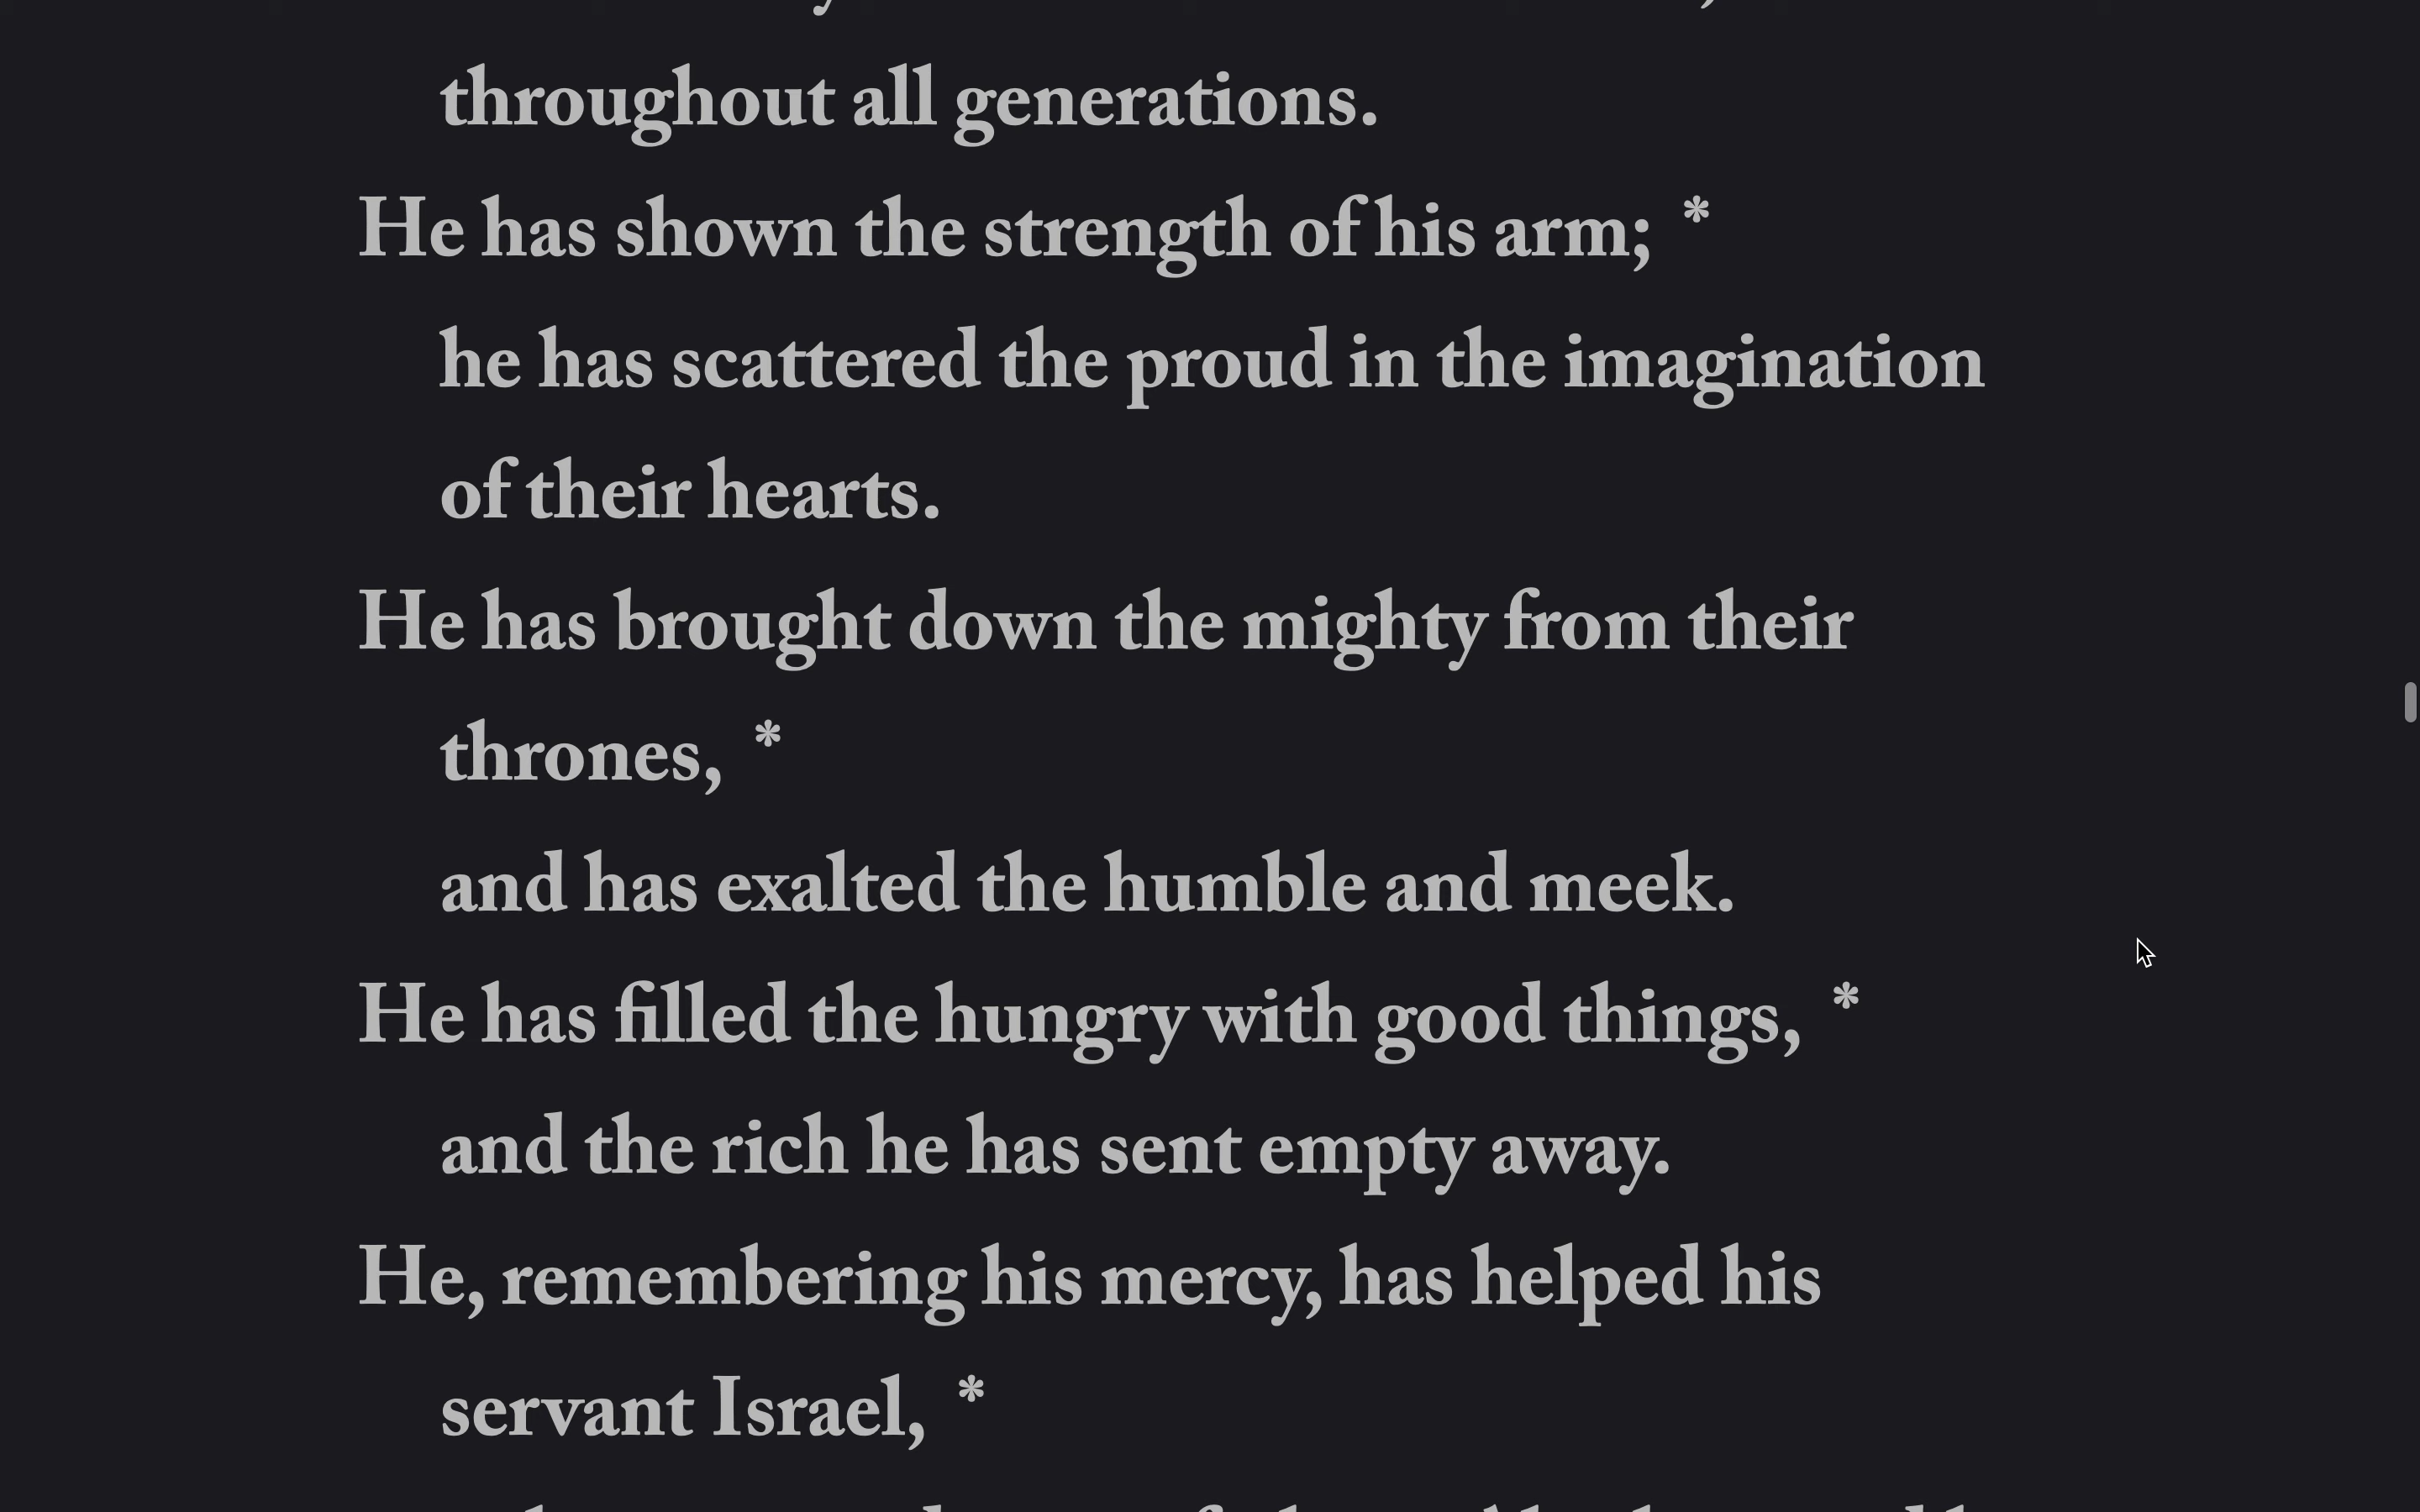 throughout all generations.
He has shown the strength of his arm; *
he has scattered the proud in the imagination
of their hearts.
He has brought down the mighty from their
thrones, *
and has exalted the humble and meek.
He has filled the hungry with good things, *
and the rich he has sent empty away.
He, remembering his mercy, has helped his
servant Israel, *